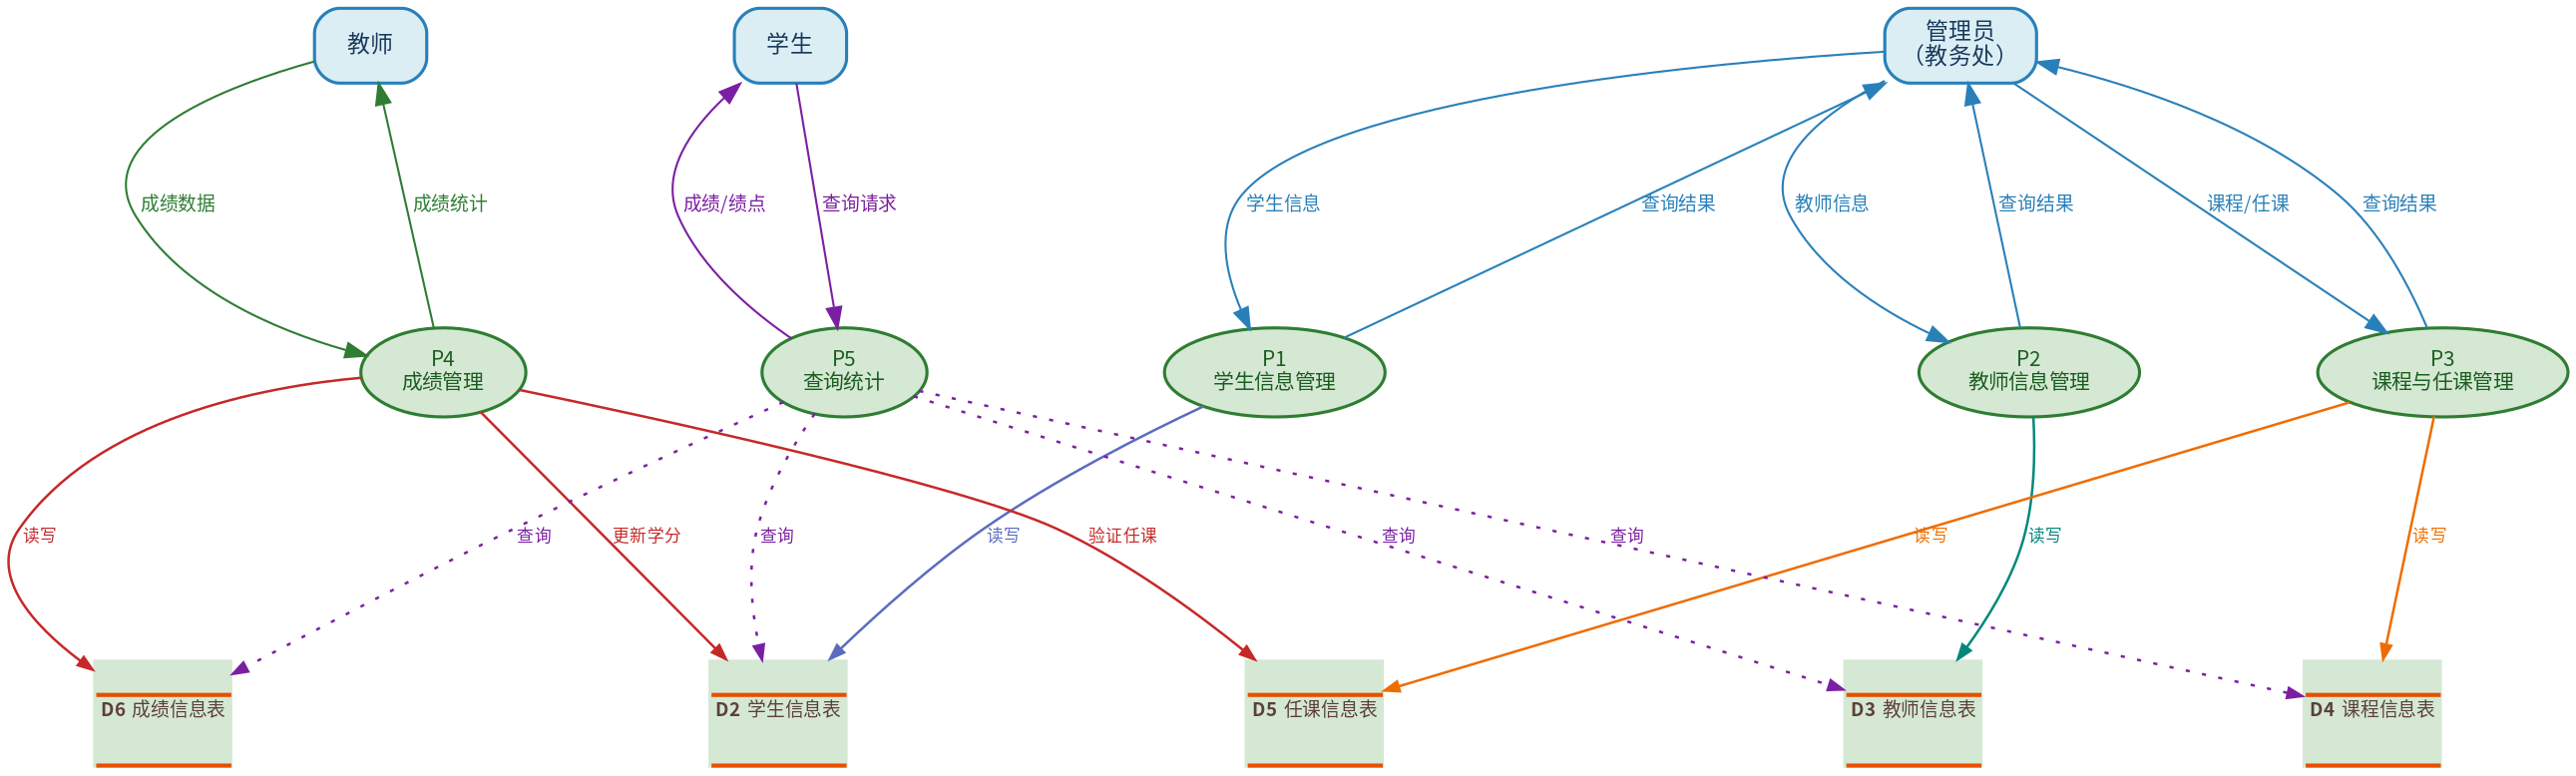 教师
学生
管理员
（教务处）
成绩数据
成绩统计
成绩/绩点
查询请求
学生信息
查询结果
教师信息
查询结果
课程/任课
查询结果
P4
成绩管理
P5
查询统计
P1
学生信息管理
P2
教师信息管理
P3
课程与任课管理
读写
查询
更新学分
查询
读写
验证任课
查询
查询
读写
读写
读写
D6 成绩信息表
D2 学生信息表
D5 任课信息表
D3 教师信息表
D4 课程信息表